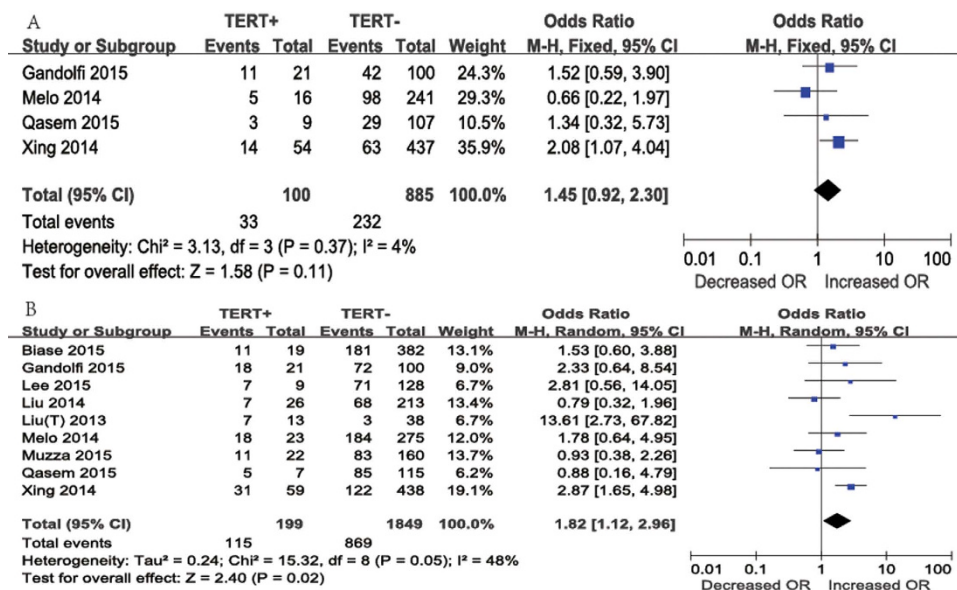 A
TERT+ TERT- Odds Ratio Odds Ratio
Study or Subgroup Events Total Events Total Weight M-H, Fixed, 95% CI M-H, Fixed, 95% CI
Gandolfi 2015 11 21 42 100 24.3% 1.52 [0.59, 3.90]
Melo 2014 5 16 98 241 29.3% 0.66 [0.22, 1.97]
Qasem 2015 3 9 29 107 10.5% 1.34 [0.32, 5.73]
Xing 2014 14 54 63 437 35.9% 2.08 [1.07, 4.04]
Total (95% CI) 100 885 100.0% 1.45 [0.92, 2.30]
Total events 33 232
Heterogeneity: Chi² = 3.13, df = 3 (P = 0.37); I² = 4%
Test for overall effect: Z = 1.58 (P = 0.11)
0.01 0.1 1 10 100
Decreased OR Increased OR
B
TERT+ TERT- Odds Ratio Odds Ratio
Study or Subgroup Events Total Events Total Weight M-H, Random, 95% CI M-H, Random, 95% CI
Biase 2015 11 19 181 382 13.1% 1.53 [0.60, 3.88]
Gandolfi 2015 18 21 72 100 9.0% 2.33 [0.64, 8.54]
Lee 2015 7 9 71 128 6.7% 2.81 [0.56, 14.05]
Liu 2014 7 26 68 213 13.4% 0.79 [0.32, 1.96]
Liu(T) 2013 7 13 3 38 6.8% 13.61 [2.73, 67.82]
Melo 2014 18 23 184 275 12.0% 1.78 [0.64, 4.95]
Muzza 2015 11 22 83 160 13.7% 0.93 [0.38, 2.26]
Qasem 2015 5 7 85 115 6.2% 0.88 [0.16, 4.79]
Xing 2014 31 59 122 438 19.1% 2.87 [1.65, 4.98]
Total (95% CI) 199 1849 100.0% 1.82 [1.12, 2.96]
Total events 115 869
Heterogeneity: Tau² = 0.24; Chi² = 15.32, df = 8 (P = 0.05); I² = 48%
Test for overall effect: Z = 2.40 (P = 0.02)
0.01 0.1 1 10 100
Decreased OR Increased OR